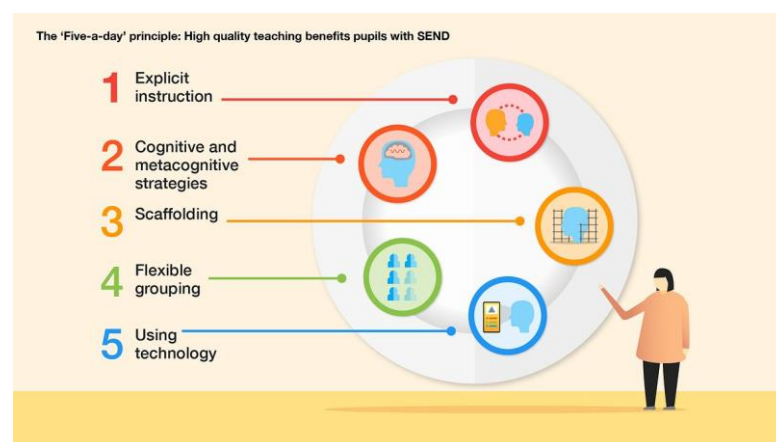 The ‘Five-a-day’ principle: High quality teaching benefits pupils with SEND
1 Explicit
instruction
2 Cognitive and
metacognitive
strategies
3 Scaffolding
4 Flexible
grouping
5 Using
technology